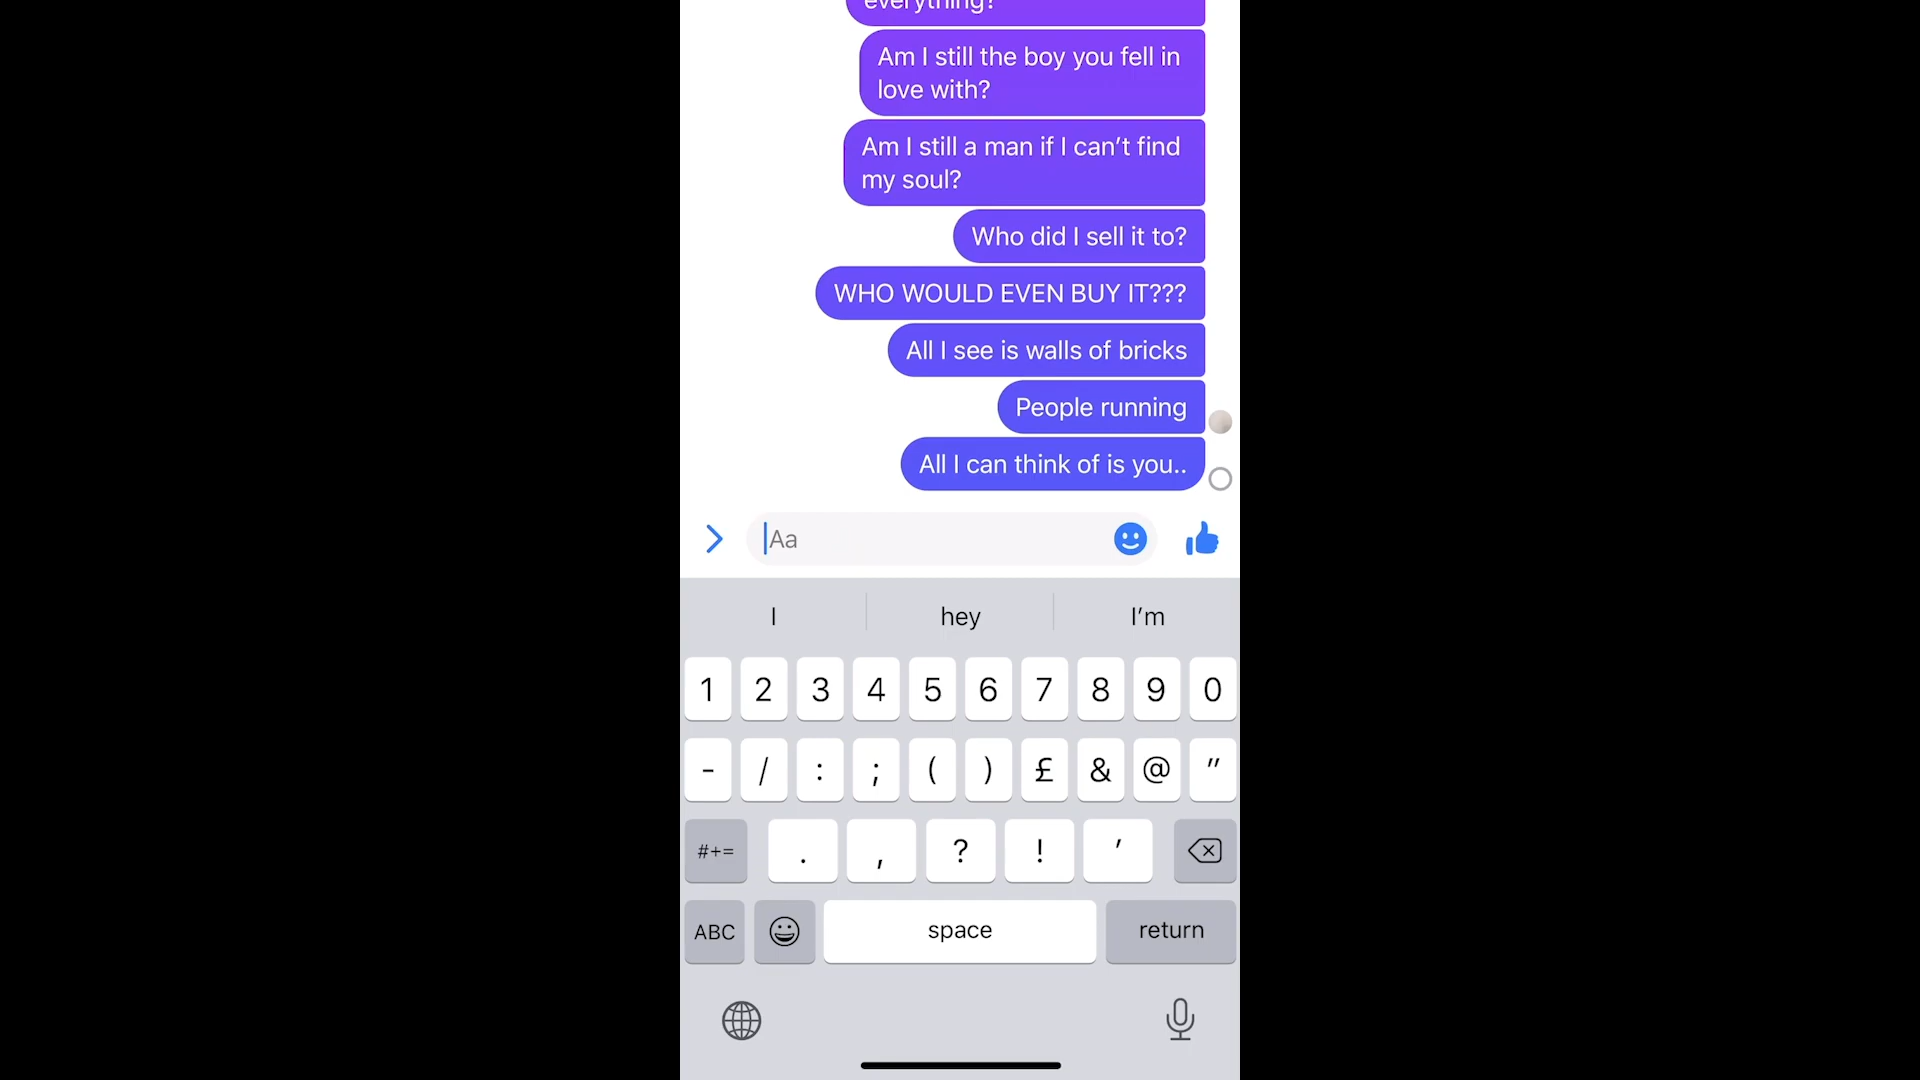 everything?
Am I still the boy you fell in
love with?
Am I still a man if I can’t find
my soul?
Who did I sell it to?
WHO WOULD EVEN BUY IT???
All I see is walls of bricks
People running
All I can think of is you..
Aa
I hey I’m
1 2 3 4 5 6 7 8 9 0
- / : ; ( ) £ & @ "
#+= . , ? ! ’
ABC space return